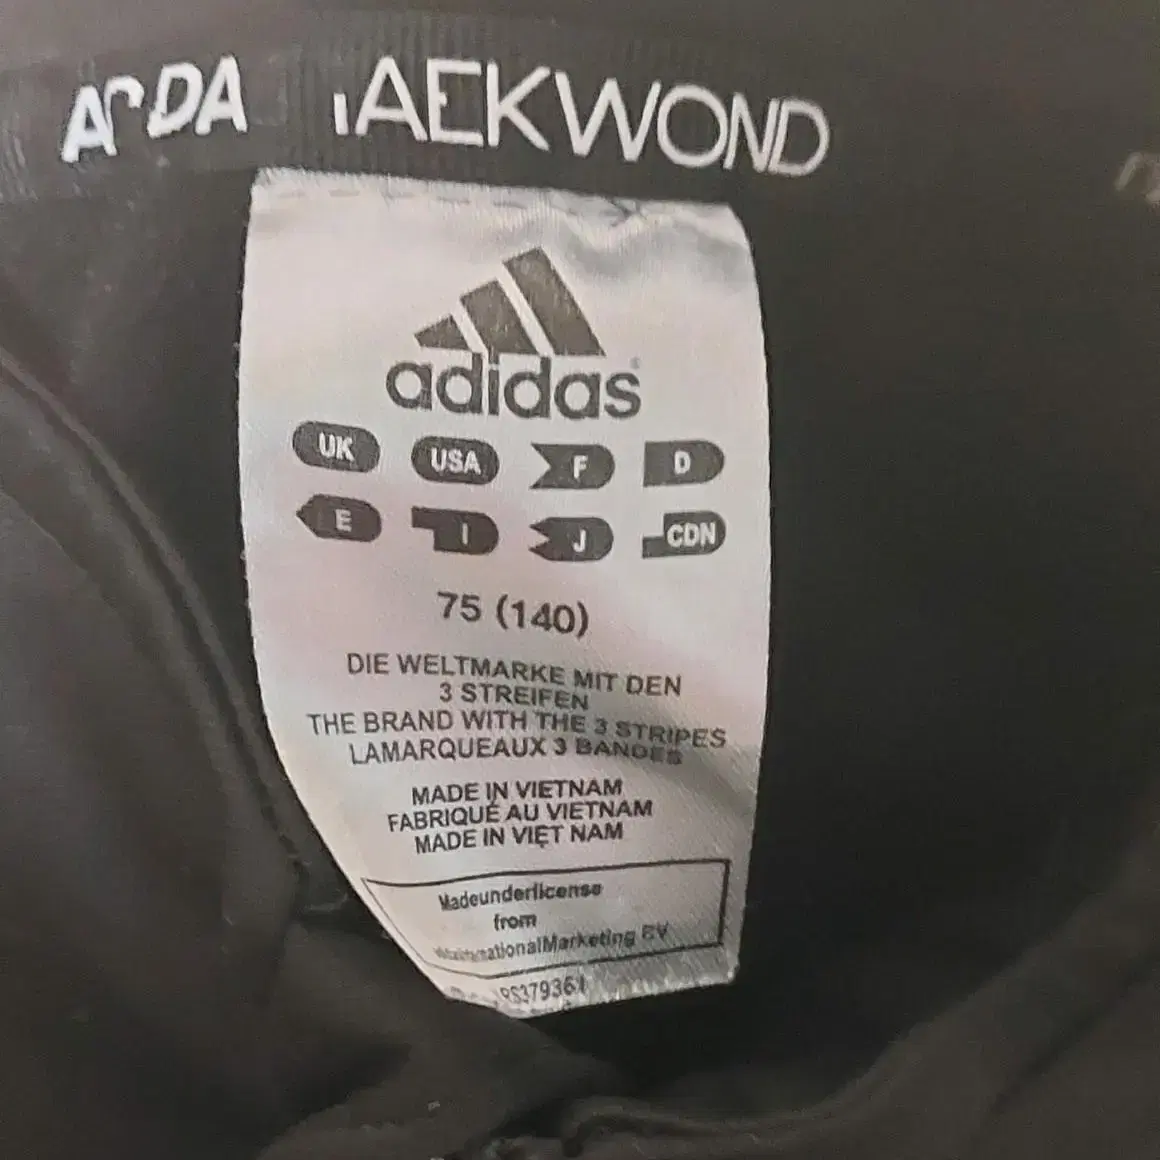 TAEKWOND
adidas
UK USA F D
E I J CDN
75 (140)
DIE WELTMARKE MIT DEN
3 STREIFEN
THE BRAND WITH THE 3 STRIPES
LAMARQUEAUX 3 BANDES
MADE IN VIETNAM
FABRIQUÉ AU VIETNAM
MADE IN VIỆT NAM
Madeunderlicense
from